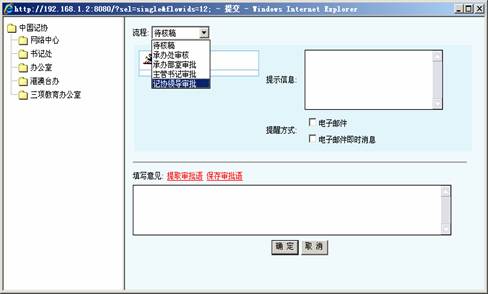 http://192.168.1.2:8080/?sel=single&flowids=12; - 提交 - Windows Internet Explorer
中国记协
网络中心
书记处
办公室
港澳台办
三项教育办公室
流程: 待核稿
待核稿
承办处审核
承办部室审批
主管书记审批
记协领导审批
提示信息:
提醒方式: 电子邮件
电子邮件即时消息
填写意见: 提取审批语 保存审批语
确 定 取 消